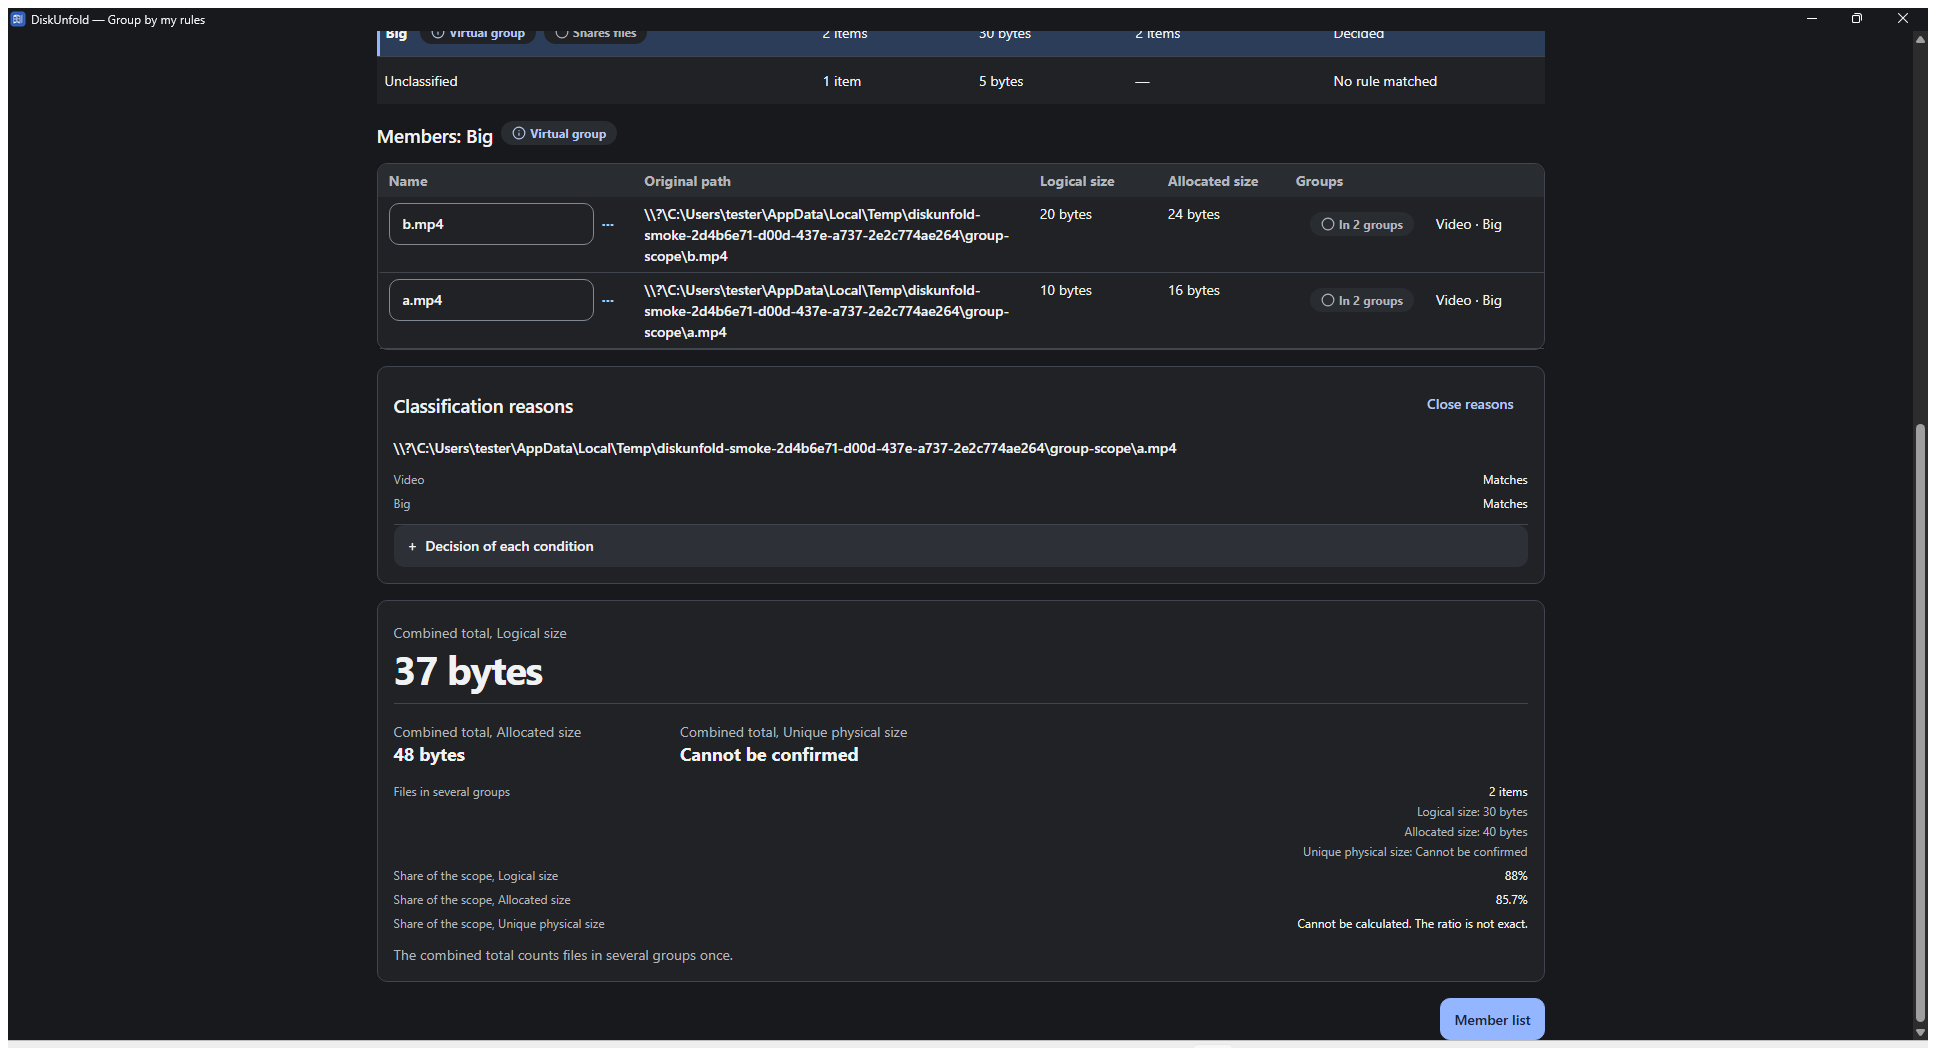 DiskUnfold — Group by my rules
Big Virtual group Shares files 2 items 30 bytes 2 items Decided
Unclassified 1 item 5 bytes — No rule matched
Members: Big Virtual group
Name Original path Logical size Allocated size Groups
b.mp4 ... \\?\C:\Users\tester\AppData\Local\Temp\diskunfold- 20 bytes 24 bytes In 2 groups Video · Big
smoke-2d4b6e71-d00d-437e-a737-2e2c774ae264\group-
scope\b.mp4
a.mp4 ... \\?\C:\Users\tester\AppData\Local\Temp\diskunfold- 10 bytes 16 bytes In 2 groups Video · Big
smoke-2d4b6e71-d00d-437e-a737-2e2c774ae264\group-
scope\a.mp4
Classification reasons Close reasons
\\?\C:\Users\tester\AppData\Local\Temp\diskunfold-smoke-2d4b6e71-d00d-437e-a737-2e2c774ae264\group-scope\a.mp4
Video Matches
Big Matches
+ Decision of each condition
Combined total, Logical size
37 bytes
Combined total, Allocated size Combined total, Unique physical size
48 bytes Cannot be confirmed
Files in several groups 2 items
Logical size: 30 bytes
Allocated size: 40 bytes
Unique physical size: Cannot be confirmed
Share of the scope, Logical size 88%
Share of the scope, Allocated size 85.7%
Share of the scope, Unique physical size Cannot be calculated. The ratio is not exact.
The combined total counts files in several groups once.
Member list